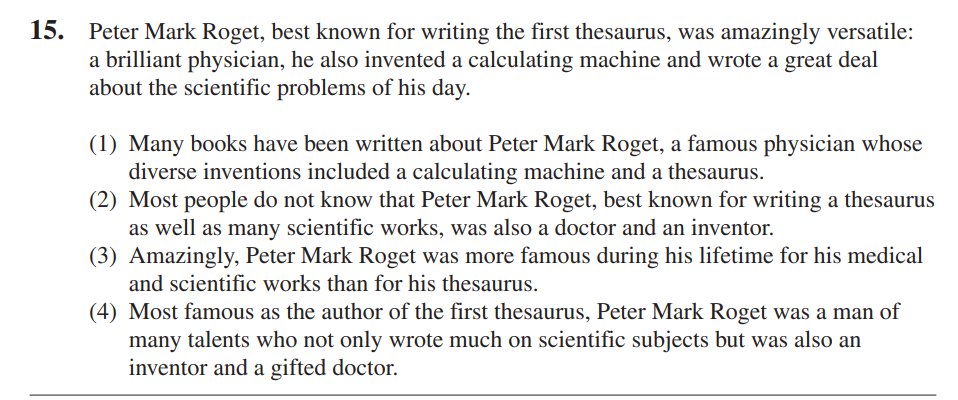 15. Peter Mark Roget, best known for writing the first thesaurus, was amazingly versatile:
a brilliant physician, he also invented a calculating machine and wrote a great deal
about the scientific problems of his day.
(1) Many books have been written about Peter Mark Roget, a famous physician whose
diverse inventions included a calculating machine and a thesaurus.
(2) Most people do not know that Peter Mark Roget, best known for writing a thesaurus
as well as many scientific works, was also a doctor and an inventor.
(3) Amazingly, Peter Mark Roget was more famous during his lifetime for his medical
and scientific works than for his thesaurus.
(4) Most famous as the author of the first thesaurus, Peter Mark Roget was a man of
many talents who not only wrote much on scientific subjects but was also an
inventor and a gifted doctor.